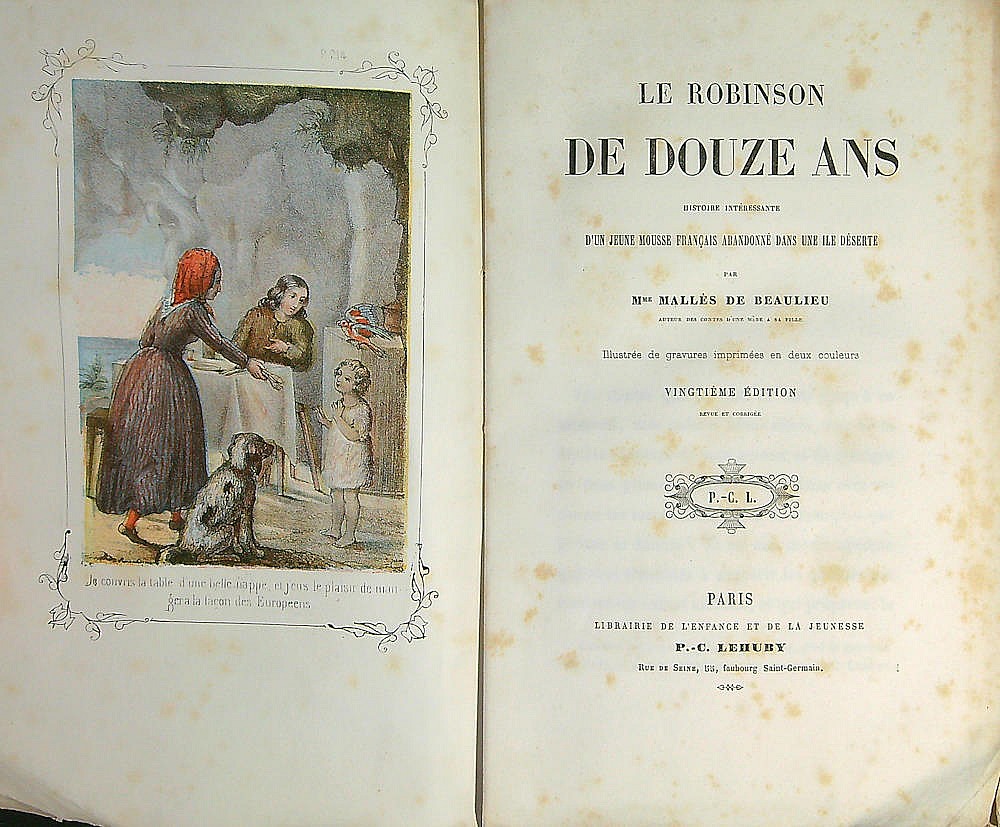 P. 214
Je couvris la table d'une belle nappe, et j'eus le plaisir de man-
ger a la façon des Européens
LE ROBINSON
DE DOUZE ANS
HISTOIRE INTÉRESSANTE
D'UN JEUNE MOUSSE FRANÇAIS ABANDONNÉ DANS UNE ILE DÉSERTE
PAR
MME MALLÈS DE BEAULIEU
AUTEUR DES CONTES D'UNE MÈRE A SA FILLE
Illustrée de gravures imprimées en deux couleurs
VINGTIÈME ÉDITION
REVUE ET CORRIGÉE
P.-C. L.
PARIS
LIBRAIRIE DE L'ENFANCE ET DE LA JEUNESSE
P.-C. LEHUBY
RUE DE SEINE, 55, faubourg Saint-Germain.